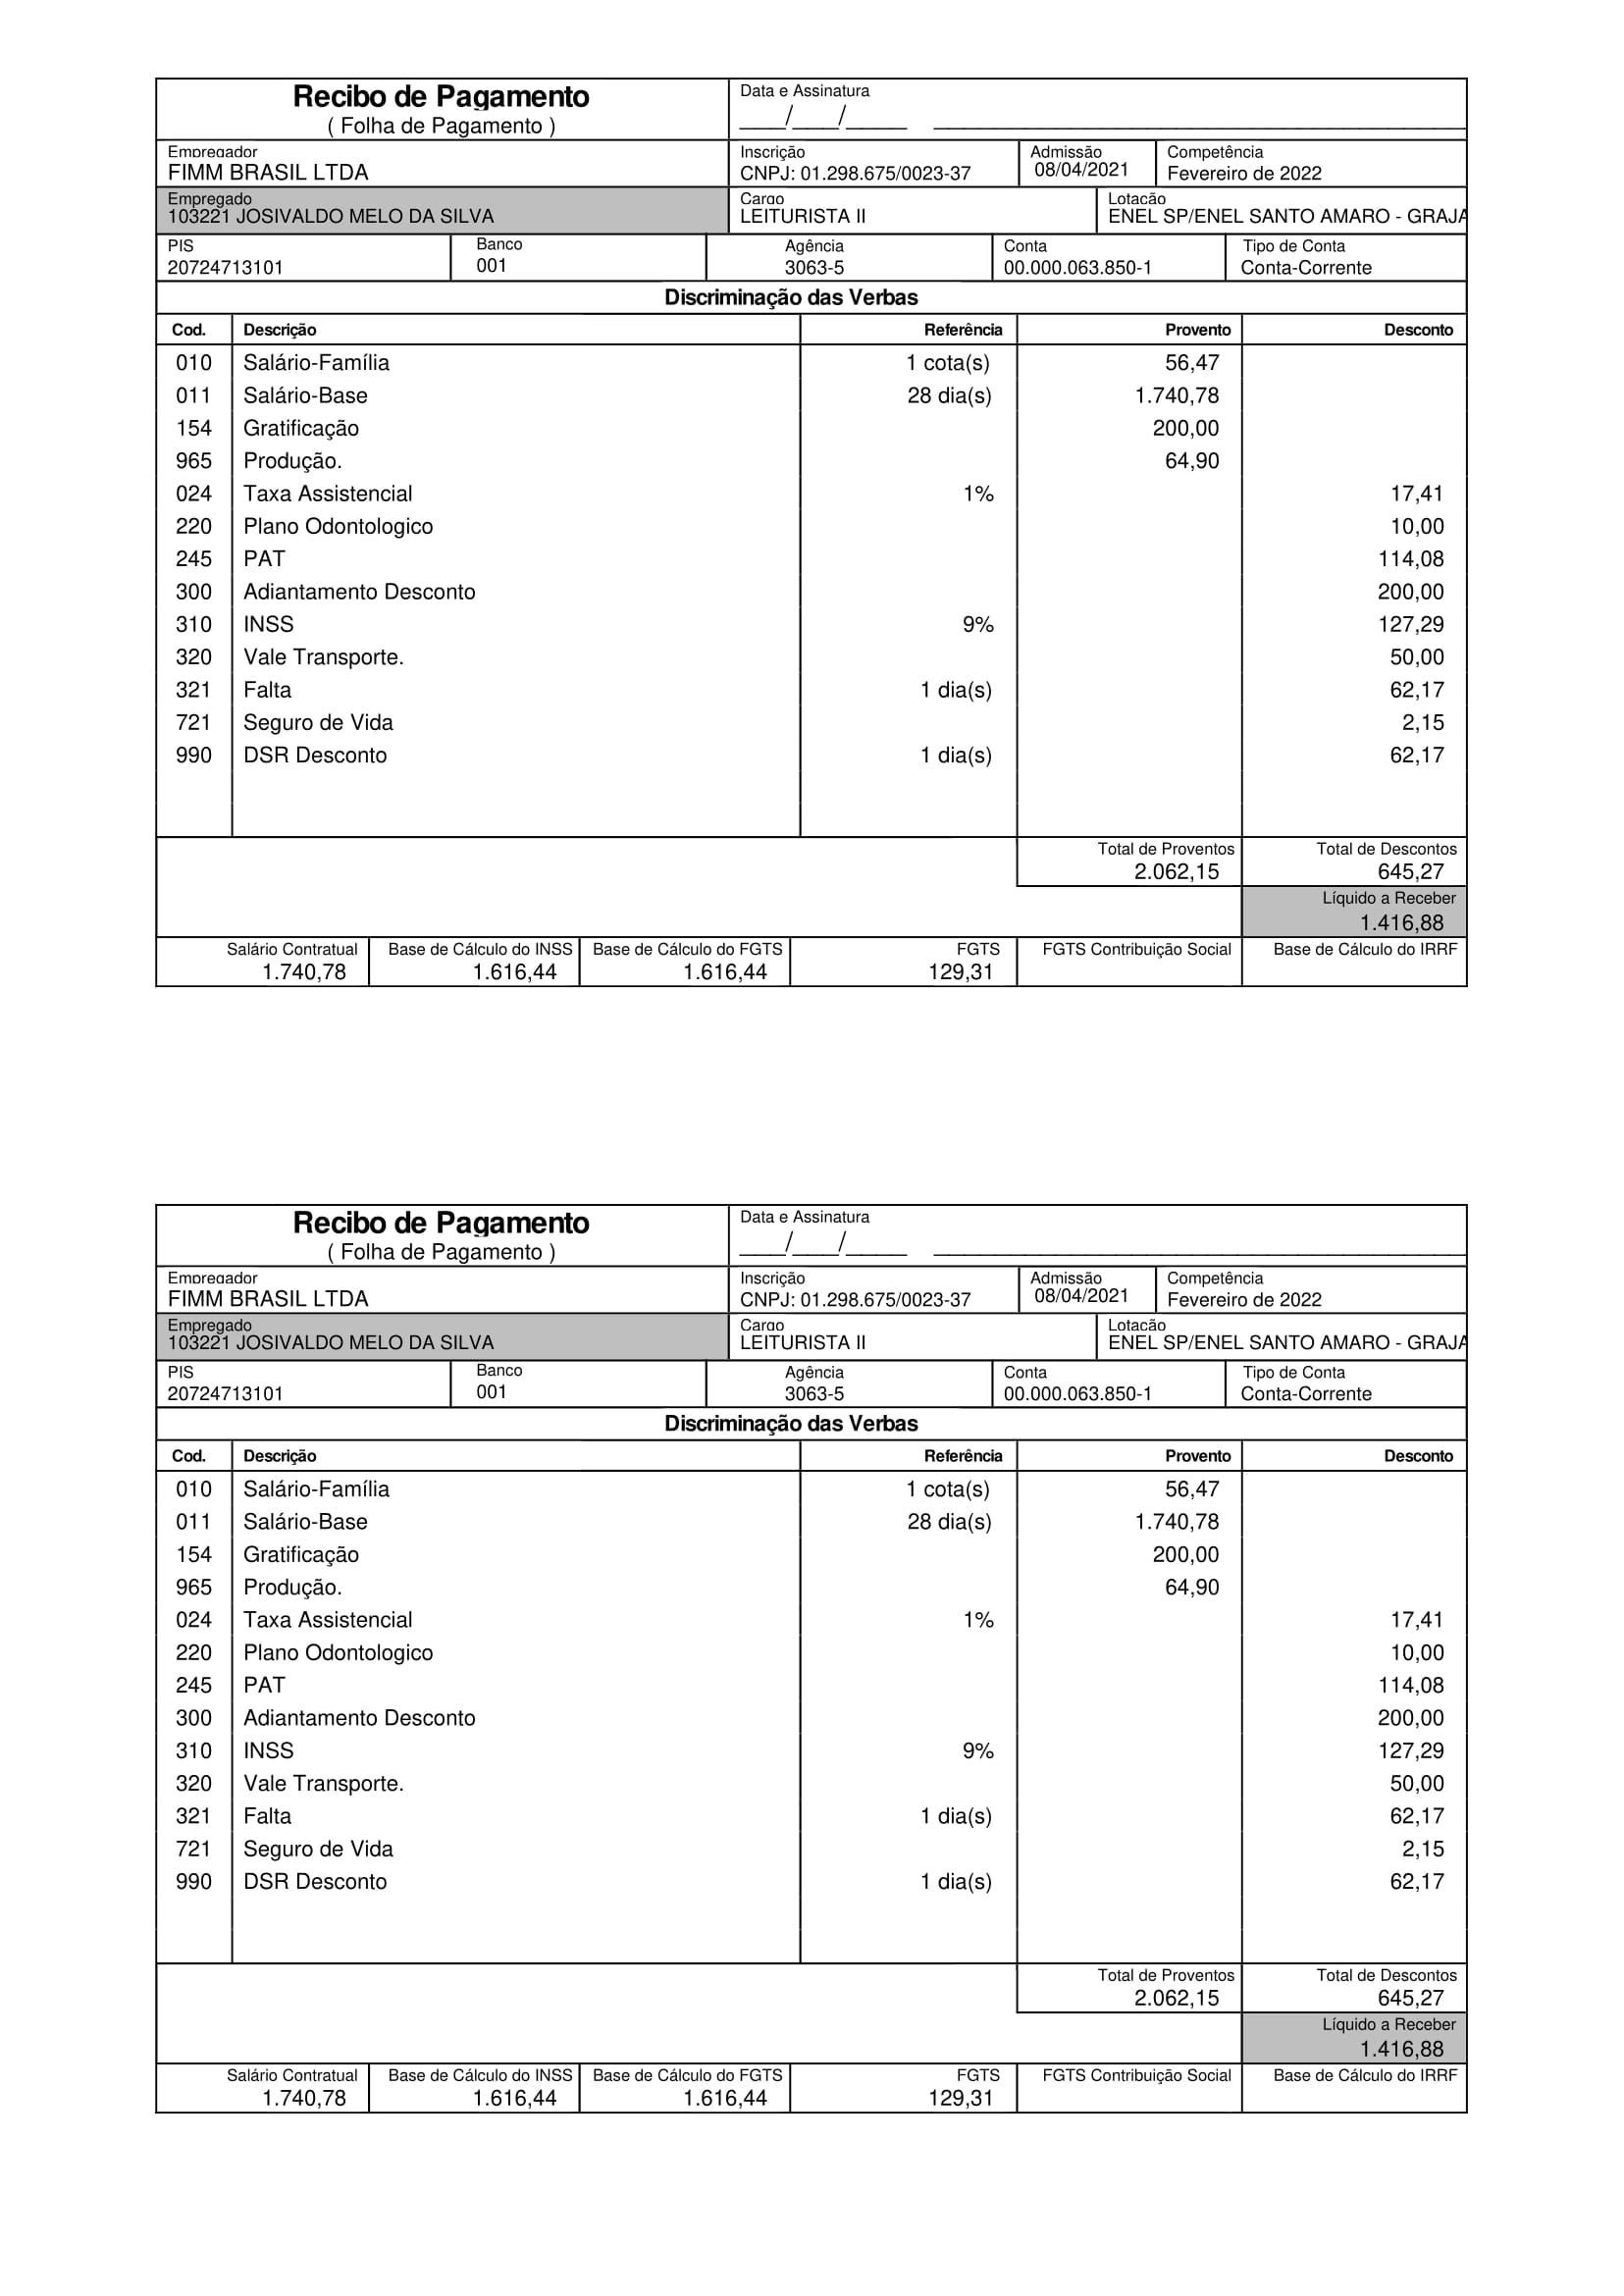 Recibo de Pagamento
( Folha de Pagamento )
Data e Assinatura
___/___/____ ______________________________
Empregador
FIMM BRASIL LTDA
Inscrição
CNPJ: 01.298.675/0023-37
Admissão
08/04/2021
Competência
Fevereiro de 2022
Empregado
103221 JOSIVALDO MELO DA SILVA
Cargo
LEITURISTA II
Lotação
ENEL SP/ENEL SANTO AMARO - GRAJA
PIS
20724713101
Banco
001
Agência
3063-5
Conta
00.000.063.850-1
Tipo de Conta
Conta-Corrente
Discriminação das Verbas
Cod. Descrição Referência Provento Desconto
010 Salário-Família 1 cota(s) 56,47
011 Salário-Base 28 dia(s) 1.740,78
154 Gratificação 200,00
965 Produção. 64,90
024 Taxa Assistencial 1% 17,41
220 Plano Odontologico 10,00
245 PAT 114,08
300 Adiantamento Desconto 200,00
310 INSS 9% 127,29
320 Vale Transporte. 50,00
321 Falta 1 dia(s) 62,17
721 Seguro de Vida 2,15
990 DSR Desconto 1 dia(s) 62,17
Total de Proventos Total de Descontos
2.062,15 645,27
Líquido a Receber
1.416,88
Salário Contratual Base de Cálculo do INSS Base de Cálculo do FGTS FGTS FGTS Contribuição Social Base de Cálculo do IRRF
1.740,78 1.616,44 1.616,44 129,31
Recibo de Pagamento
( Folha de Pagamento )
Data e Assinatura
___/___/____ ______________________________
Empregador
FIMM BRASIL LTDA
Inscrição
CNPJ: 01.298.675/0023-37
Admissão
08/04/2021
Competência
Fevereiro de 2022
Empregado
103221 JOSIVALDO MELO DA SILVA
Cargo
LEITURISTA II
Lotação
ENEL SP/ENEL SANTO AMARO - GRAJA
PIS
20724713101
Banco
001
Agência
3063-5
Conta
00.000.063.850-1
Tipo de Conta
Conta-Corrente
Discriminação das Verbas
Cod. Descrição Referência Provento Desconto
010 Salário-Família 1 cota(s) 56,47
011 Salário-Base 28 dia(s) 1.740,78
154 Gratificação 200,00
965 Produção. 64,90
024 Taxa Assistencial 1% 17,41
220 Plano Odontologico 10,00
245 PAT 114,08
300 Adiantamento Desconto 200,00
310 INSS 9% 127,29
320 Vale Transporte. 50,00
321 Falta 1 dia(s) 62,17
721 Seguro de Vida 2,15
990 DSR Desconto 1 dia(s) 62,17
Total de Proventos Total de Descontos
2.062,15 645,27
Líquido a Receber
1.416,88
Salário Contratual Base de Cálculo do INSS Base de Cálculo do FGTS FGTS FGTS Contribuição Social Base de Cálculo do IRRF
1.740,78 1.616,44 1.616,44 129,31